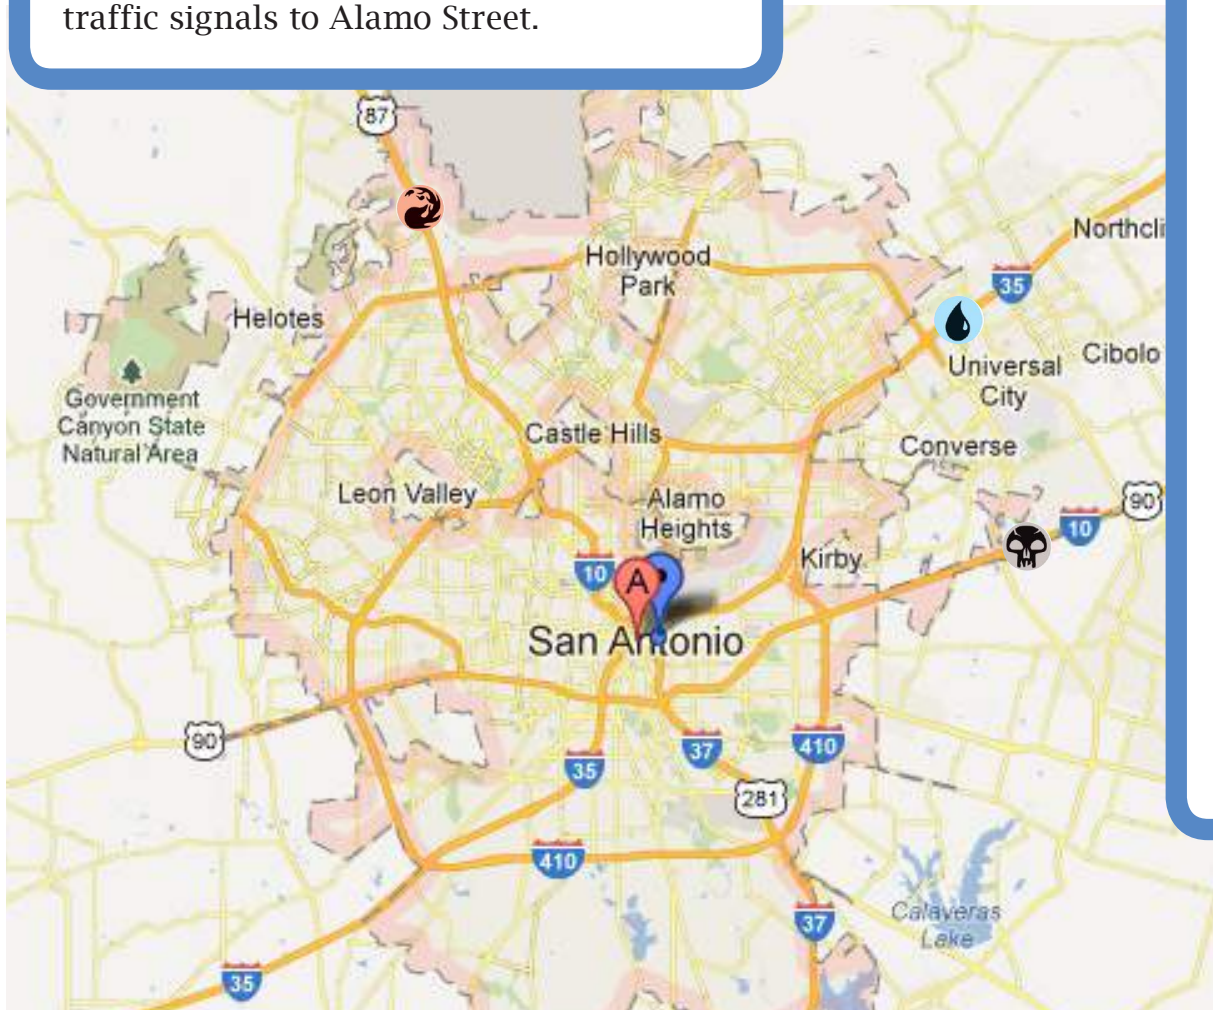 traffic signals to Alamo Street.
87
Northcli
Hollywood
Park
35
Helotes
Cibolo
Universal
City
Government
Canyon State
Natural Area
Castle Hills
Converse
Leon Valley
Alamo
Heights
90
10
Kirby
10
A
San Antonio
90
37
410
35
281
410
Calaveras
Lake
37
35